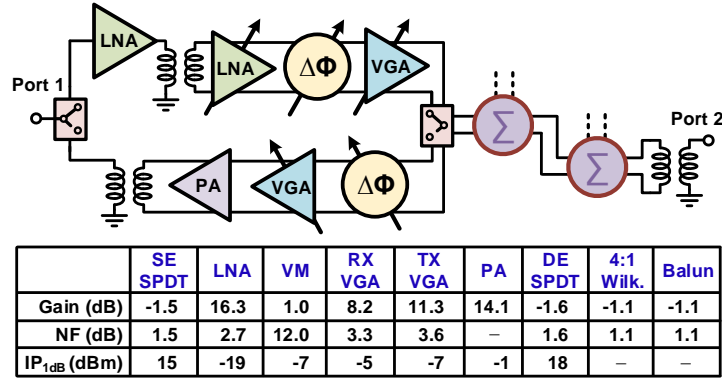 LNA
Port 1
LNA
ΔΦ
VGA
Σ
Port 2
Σ
PA
VGA
ΔΦ
SE SPDT LNA VM RX VGA TX VGA PA DE SPDT 4:1 Wilk. Balun
Gain (dB) -1.5 16.3 1.0 8.2 11.3 14.1 -1.6 -1.1 -1.1
NF (dB) 1.5 2.7 12.0 3.3 3.6 – 1.6 1.1 1.1
IP1dB (dBm) 15 -19 -7 -5 -7 -1 18 – –